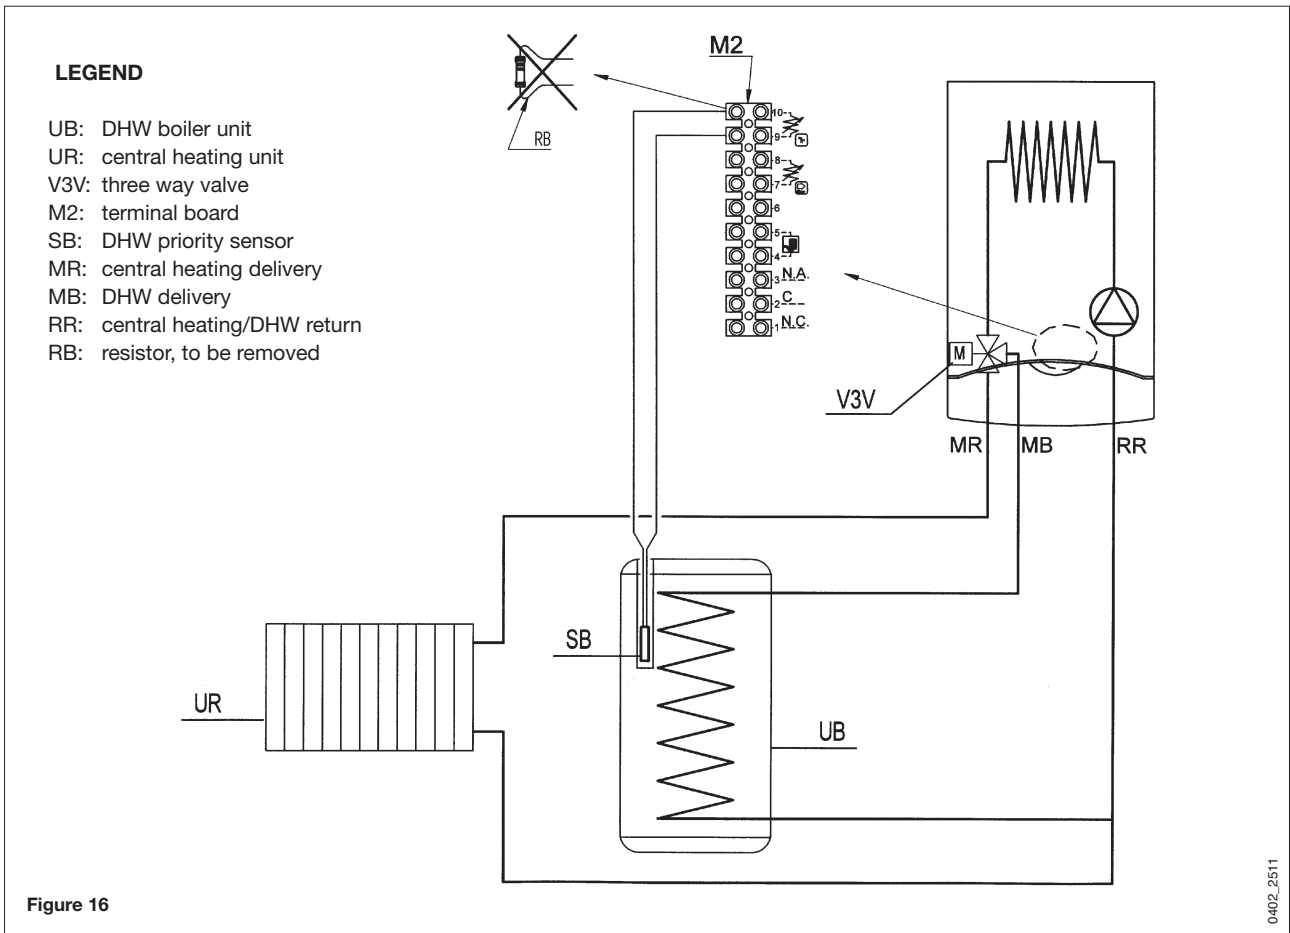 LEGEND
UB: DHW boiler unit
UR: central heating unit
V3V: three way valve
M2: terminal board
SB: DHW priority sensor
MR: central heating delivery
MB: DHW delivery
RR: central heating/DHW return
RB: resistor, to be removed
RB
M2
10
9
8
7
6
5
4
3 N.A.
2 C
1 N.C.
M
V3V
MR MB RR
SB
UR
UB
Figure 16
0402_2511